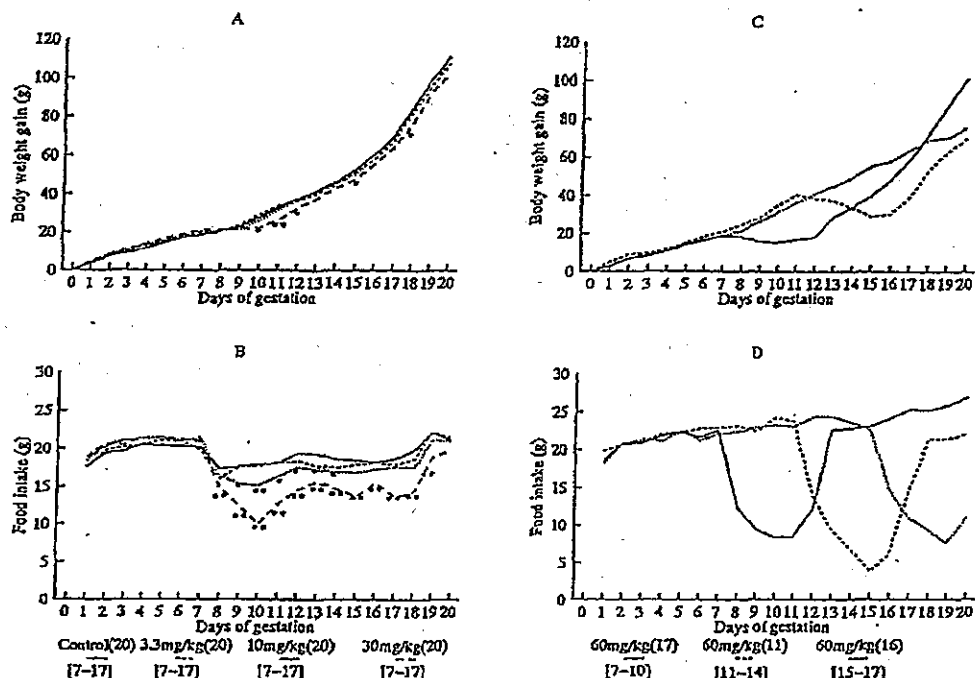 A
120
100
80
60
40
20
0
Body weight gain (g)
0 1 2 3 4 5 6 7 8 9 10 11 12 13 14 15 16 17 18 19 20
Days of gestation
C
120
100
80
60
40
20
0
Body weight gain (g)
0 1 2 3 4 5 6 7 8 9 10 11 12 13 14 15 16 17 18 19 20
Days of gestation
B
30
25
20
15
10
5
0
Food intake (g)
0 1 2 3 4 5 6 7 8 9 10 11 12 13 14 15 16 17 18 19 20
Days of gestation
D
30
25
20
15
10
5
0
Food intake (g)
0 1 2 3 4 5 6 7 8 9 10 11 12 13 14 15 16 17 18 19 20
Days of gestation
Control(20) 3.3mg/kg(20) 10mg/kg(20) 30mg/kg(20)
[7-17] [7-17] [7-17] [7-17]
60mg/kg(17) 60mg/kg(11) 60mg/kg(16)
[7-10] [11-14] [15-17]